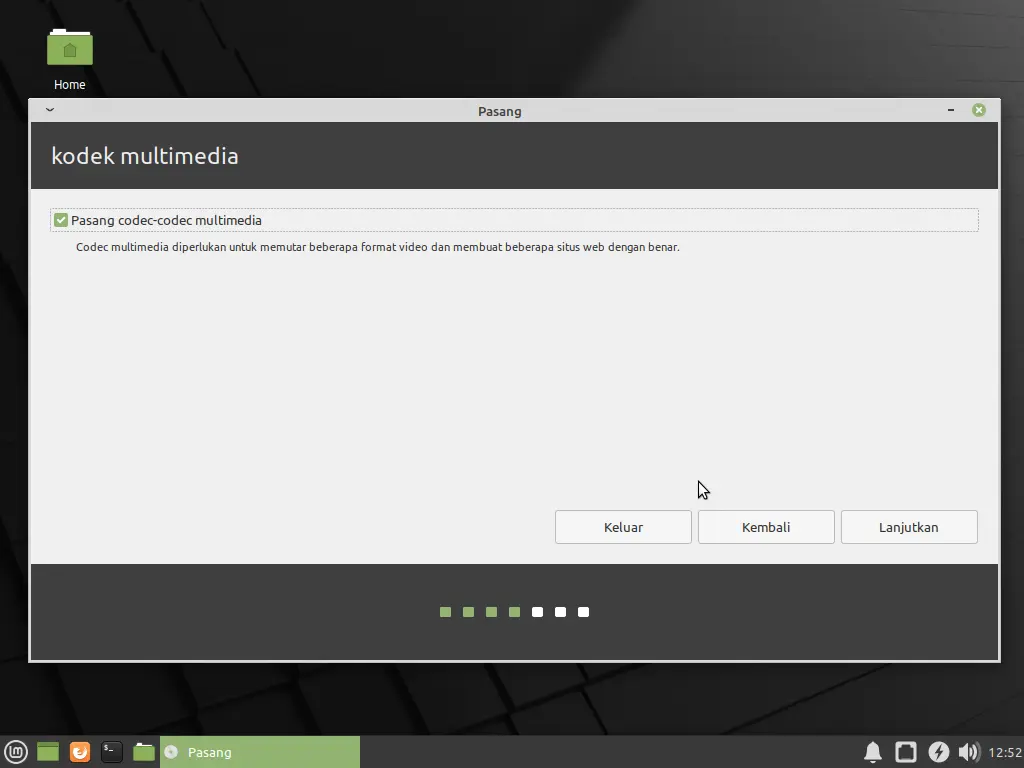 Home
Pasang
kodek multimedia
Pasang codec-codec multimedia
Codec multimedia diperlukan untuk memutar beberapa format video dan membuat beberapa situs web dengan benar.
Keluar
Kembali
Lanjutkan
Pasang
12:52